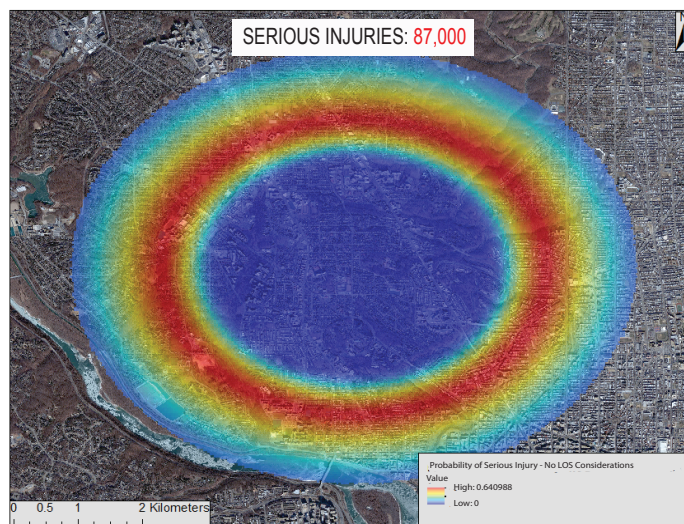 SERIOUS INJURIES: 87,000
Probability of Serious Injury - No LOS Considerations
Value
High: 0.640988
Low: 0
0 0.5 1 2 Kilometers